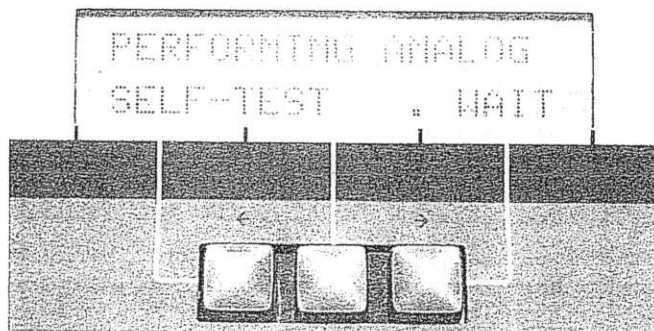 PERFORMING ANALOG
SELF-TEST . WAIT
← →